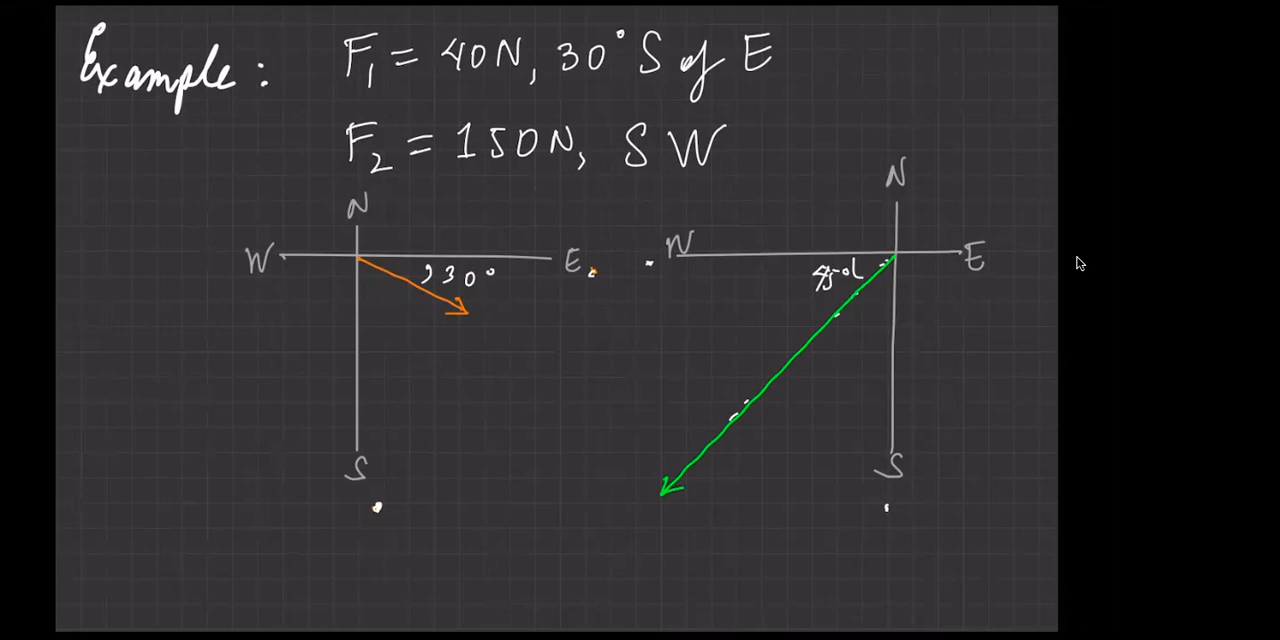 Example: F₁ = 40N, 30° S of E
F₂ = 150N, SW
N
W E
30°
S
N
W E
45°
S